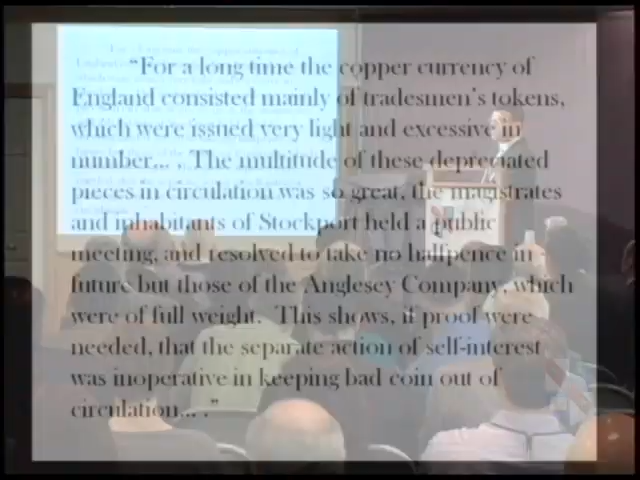 “For a long time the copper currency of
England consisted mainly of tradesmen's tokens,
which were issued very light and excessive in
number... . The multitude of these depreciated
pieces in circulation was so great, the magistrates
and inhabitants of Stockport held a public
meeting, and resolved to take no halfpence in
future but those of the Anglesey Company, which
were of full weight. This shows, if proof were
needed, that the separate action of self-interest
was inoperative in keeping bad coin out of
circulation... .”